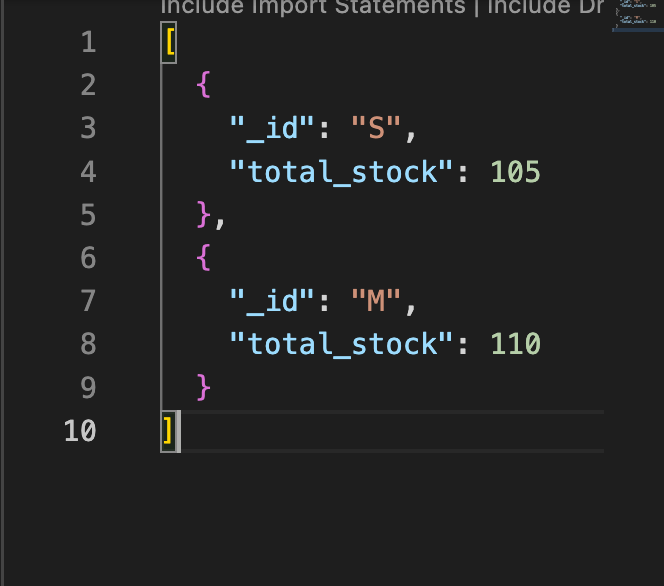 Include Import Statements | Include Dr
1 [
2 {
3 "_id": "S",
4 "total_stock": 105
5 },
6 {
7 "_id": "M",
8 "total_stock": 110
9 }
10 ]